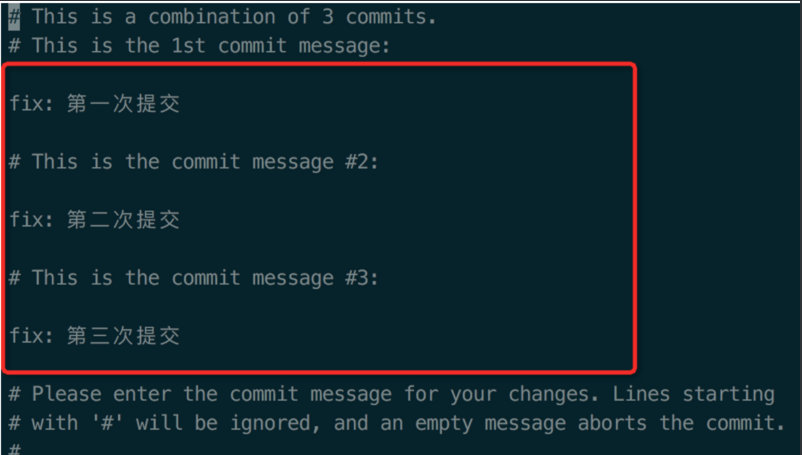 # This is a combination of 3 commits.
# This is the 1st commit message:
fix: 第一次提交
# This is the commit message #2:
fix: 第二次提交
# This is the commit message #3:
fix: 第三次提交
# Please enter the commit message for your changes. Lines starting
# with '#' will be ignored, and an empty message aborts the commit.
#